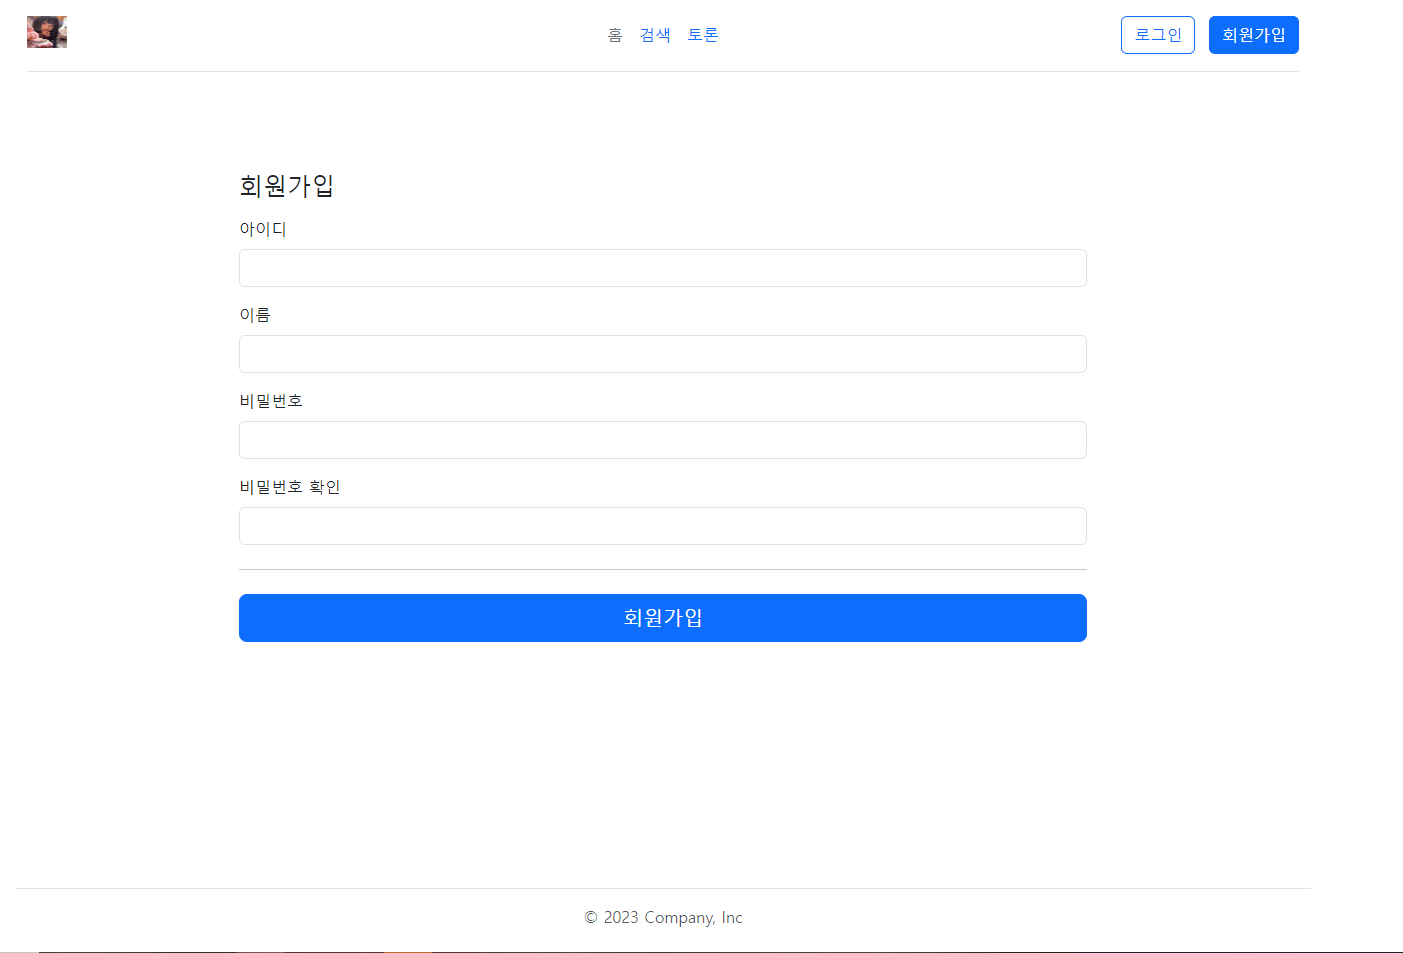 홈 검색 토론 로그인 회원가입
회원가입
아이디
이름
비밀번호
비밀번호 확인
회원가입
© 2023 Company, Inc